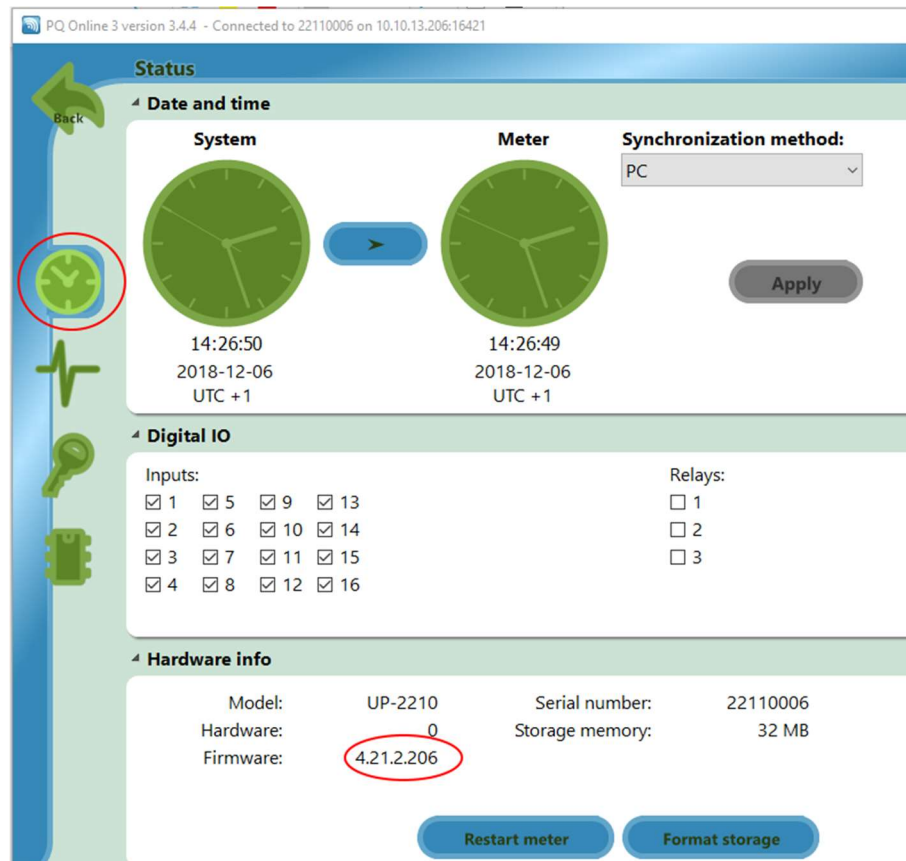 PQ Online 3 version 3.4.4 - Connected to 22110006 on 10.10.13.206:16421
Status
Back
Date and time
System Meter Synchronization method:
PC
Apply
14:26:50 14:26:49
2018-12-06 2018-12-06
UTC +1 UTC +1
Digital IO
Inputs: Relays:
1 5 9 13 1
2 6 10 14 2
3 7 11 15 3
4 8 12 16
Hardware info
Model: UP-2210 Serial number: 22110006
Hardware: 0 Storage memory: 32 MB
Firmware: 4.21.2.206
Restart meter Format storage